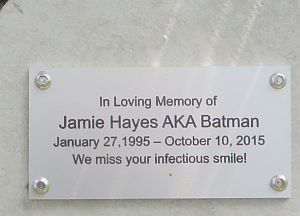 In Loving Memory of
Jamie Hayes AKA Batman
January 27,1995 – October 10, 2015
We miss your infectious smile!